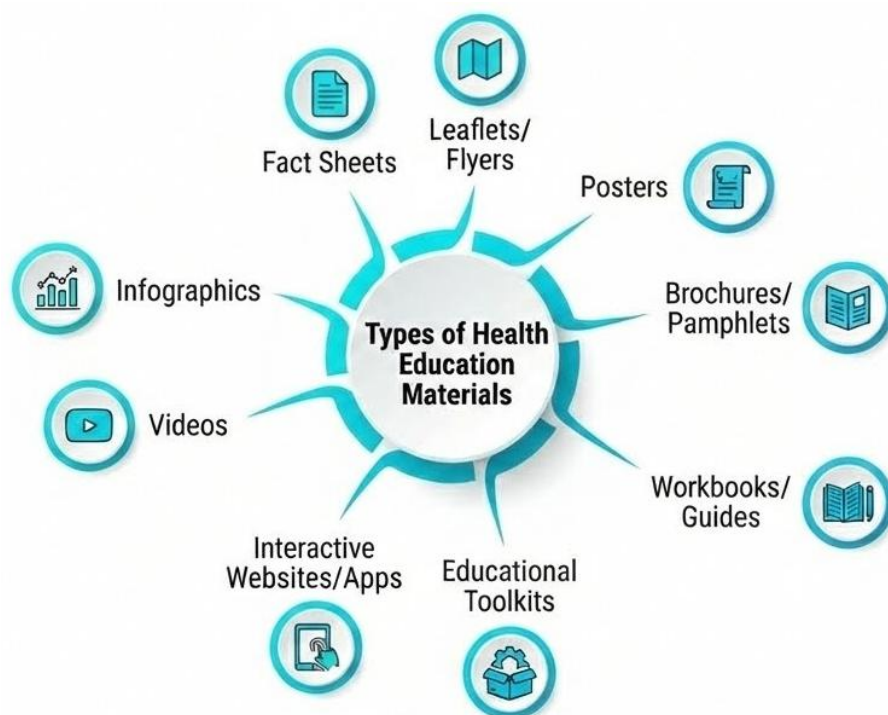 Fact Sheets
Leaflets/
Flyers
Posters
Brochures/
Pamphlets
Workbooks/
Guides
Educational
Toolkits
Interactive
Websites/Apps
Videos
Infographics
Types of Health
Education
Materials